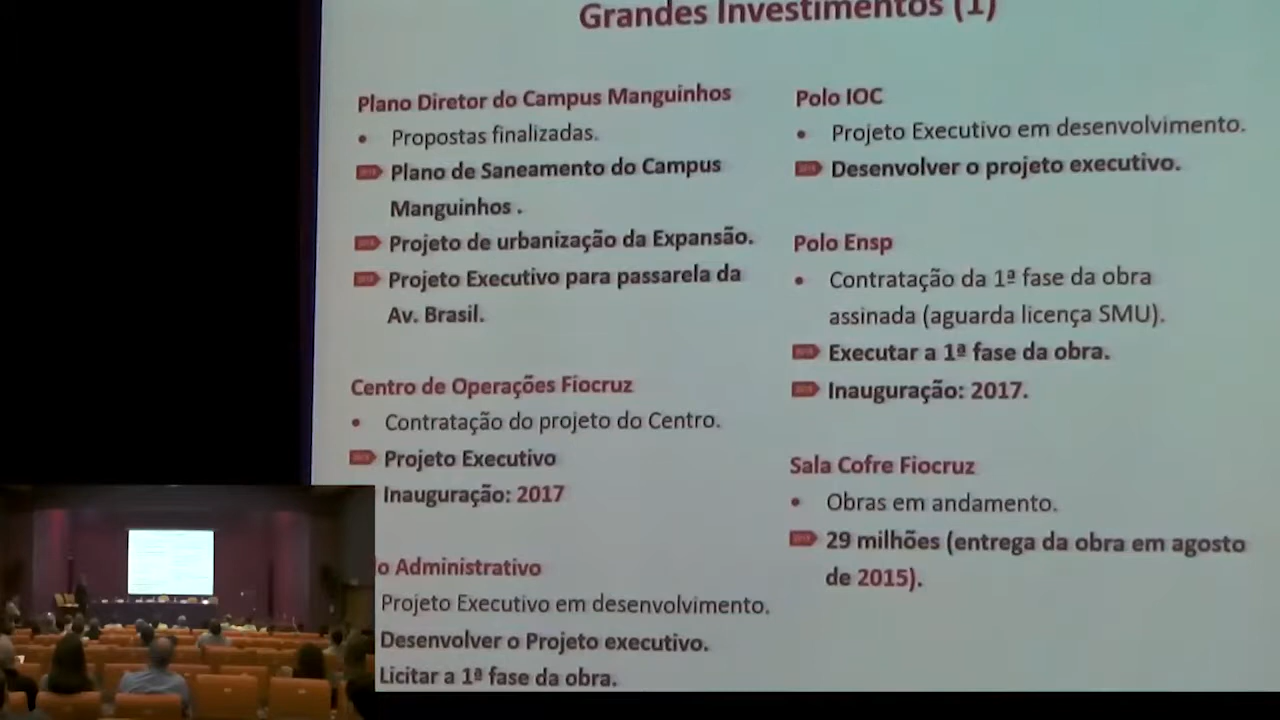 Grandes Investimentos (1)
Plano Diretor do Campus Manguinhos
• Propostas finalizadas.
Plano de Saneamento do Campus
Manguinhos .
Projeto de urbanização da Expansão.
Projeto Executivo para passarela da
Av. Brasil.
Centro de Operações Fiocruz
• Contratação do projeto do Centro.
Projeto Executivo
Inauguração: 2017
o Administrativo
Projeto Executivo em desenvolvimento.
Desenvolver o Projeto executivo.
Licitar a 1ª fase da obra.
Polo IOC
• Projeto Executivo em desenvolvimento.
Desenvolver o projeto executivo.
Polo Ensp
• Contratação da 1ª fase da obra
assinada (aguarda licença SMU).
Executar a 1ª fase da obra.
Inauguração: 2017.
Sala Cofre Fiocruz
• Obras em andamento.
29 milhões (entrega da obra em agosto
de 2015).